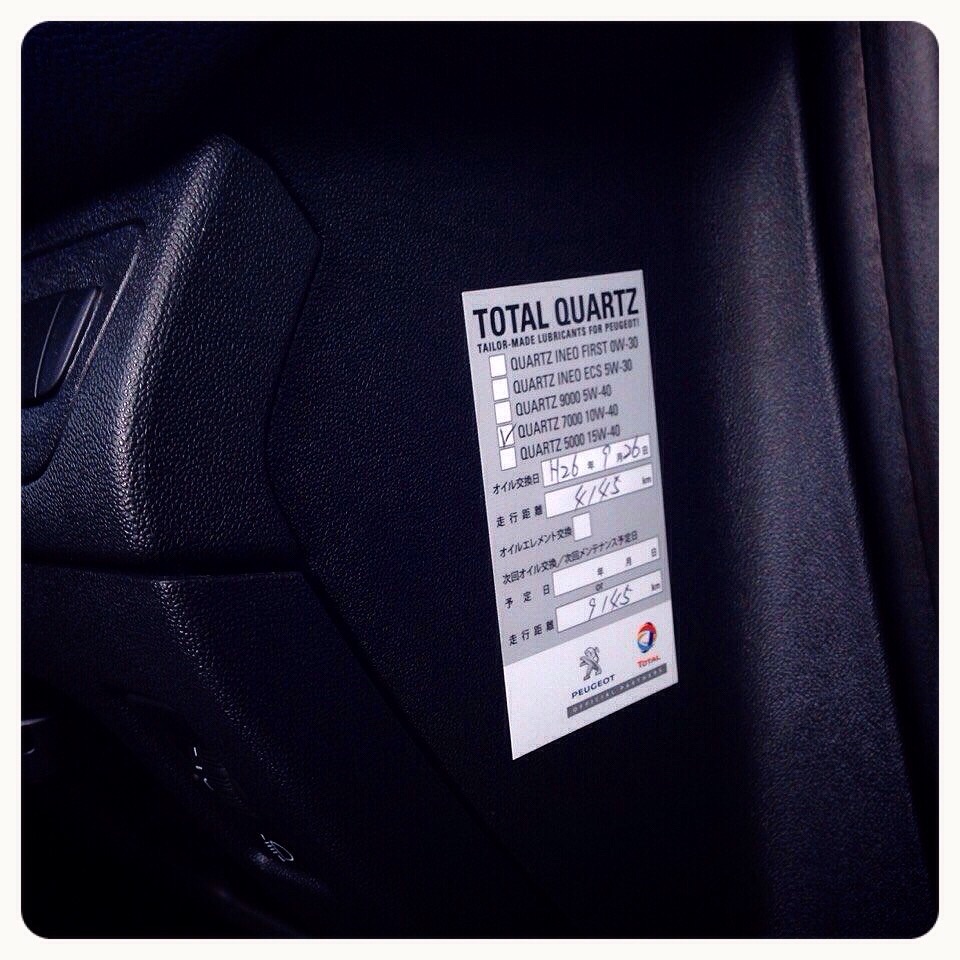 TOTAL QUARTZ
TAILOR-MADE LUBRICANTS FOR PEUGEOT!
QUARTZ INEO FIRST 0W-30
QUARTZ INEO ECS 5W-30
QUARTZ 9000 5W-40
QUARTZ 7000 10W-40
QUARTZ 5000 15W-40
オイル交換日 H26 年 9 月 26 日
走行距離 4145 km
オイルエレメント交換
次回オイル交換/次回メンテナンス予定日
予定日 年 月 日
or
走行距離 9145 km
PEUGEOT TOTAL
OFFICIAL PARTNERS